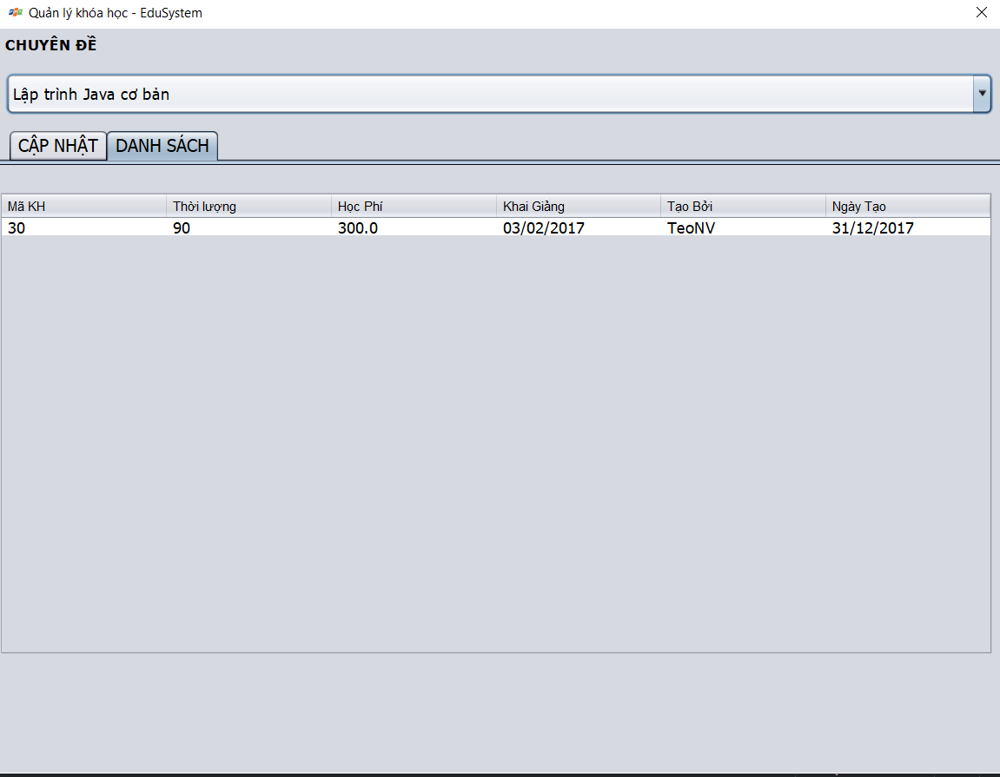 Quản lý khóa học - EduSystem
CHUYÊN ĐỀ
Lập trình Java cơ bản
CẬP NHẬT DANH SÁCH
Mã KH Thời lượng Học Phí Khai Giảng Tạo Bởi Ngày Tạo
30 90 300.0 03/02/2017 TeoNV 31/12/2017